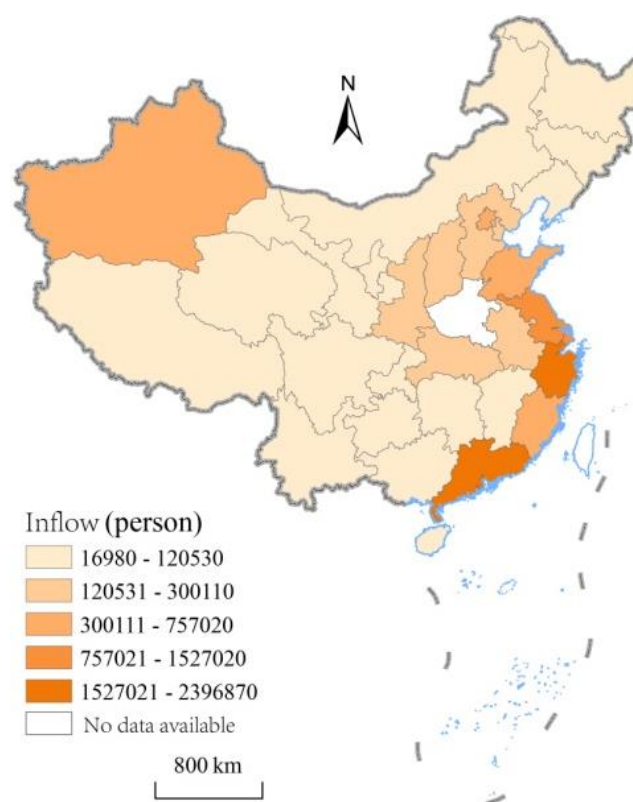 N
Inflow (person)
16980 - 120530
120531 - 300110
300111 - 757020
757021 - 1527020
1527021 - 2396870
No data available
800 km